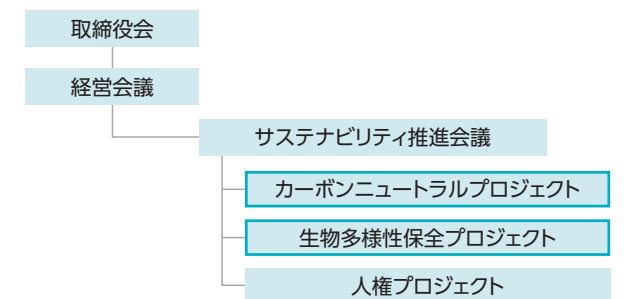 取締役会
経営会議
サステナビリティ推進会議
カーボンニュートラルプロジェクト
生物多様性保全プロジェクト
人権プロジェクト